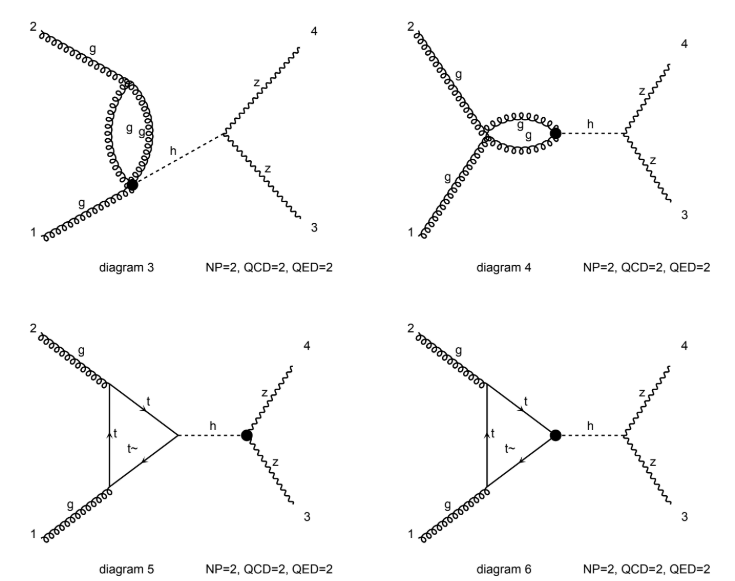 2
g
g
g
h
g
1
z
4
z
3
diagram 3 NP=2, QCD=2, QED=2
2
g
g
g
g
1
h
z
4
z
3
diagram 4 NP=2, QCD=2, QED=2
2
g
t
t
t~
g
1
h
z
4
z
3
diagram 5 NP=2, QCD=2, QED=2
2
g
t
t
t~
g
1
h
z
4
z
3
diagram 6 NP=2, QCD=2, QED=2